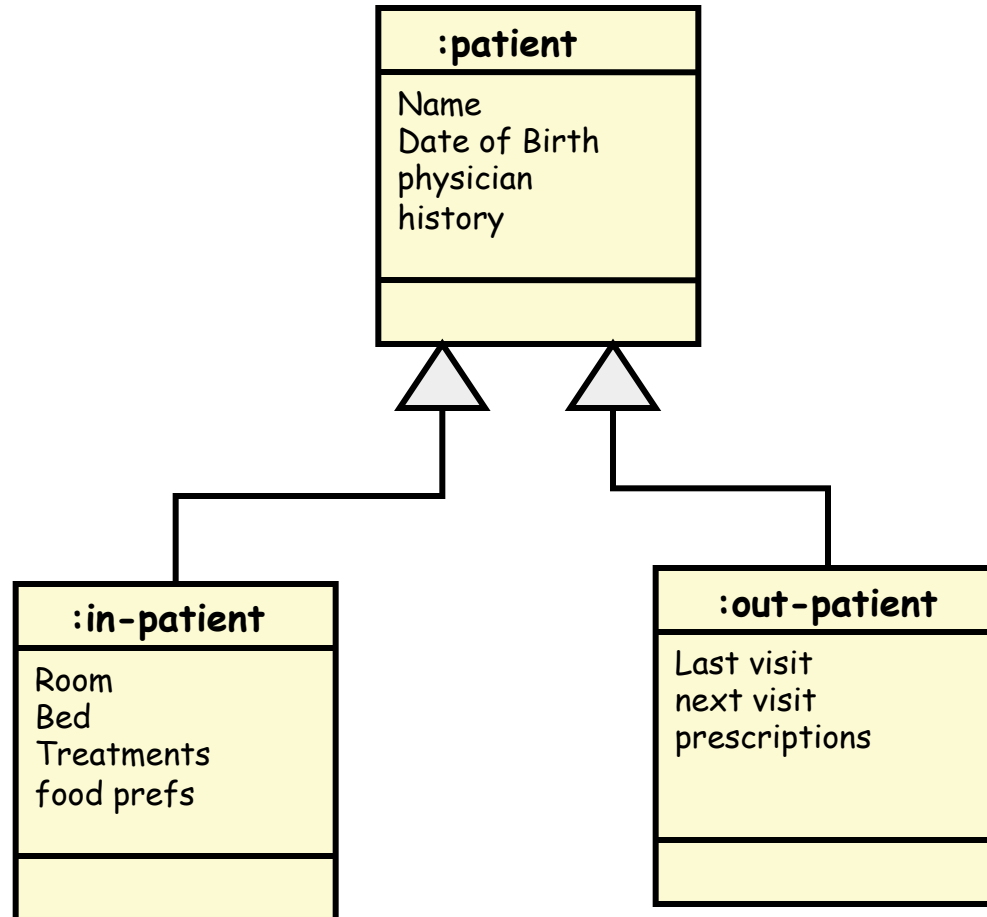 :patient
Name
Date of Birth
physician
history
:in-patient
Room
Bed
Treatments
food prefs
:out-patient
Last visit
next visit
prescriptions